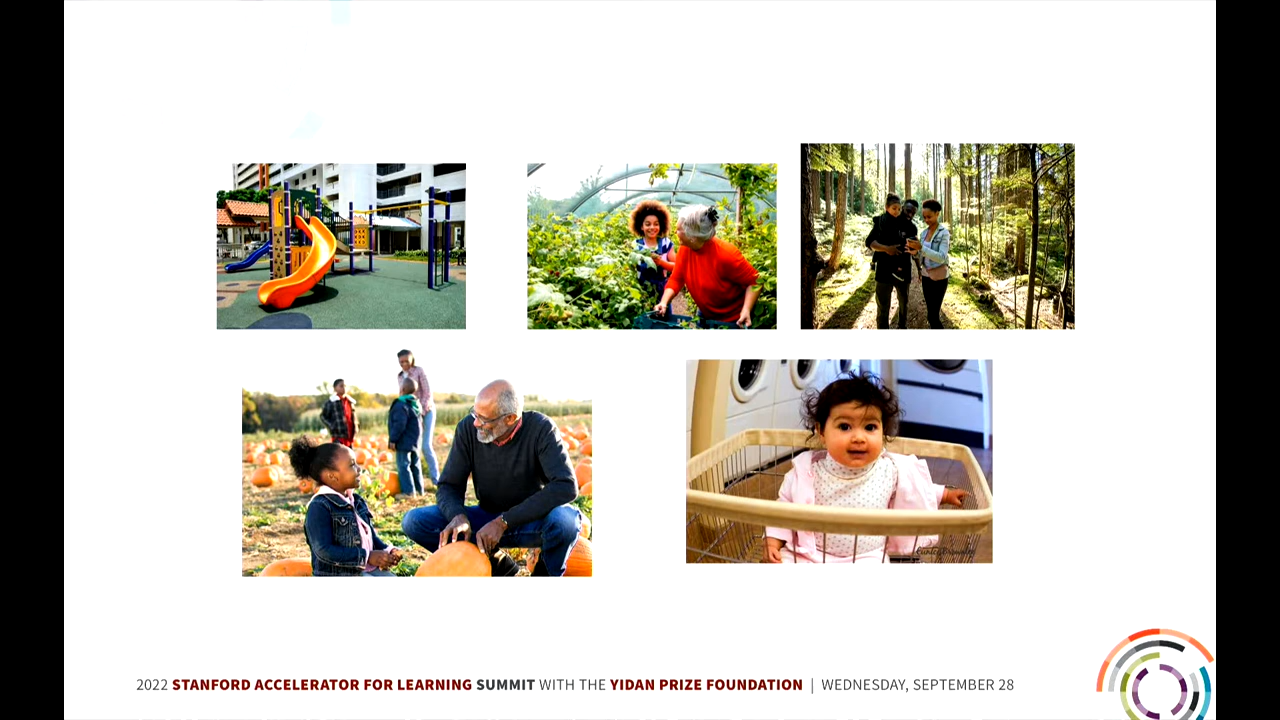 2022 STANFORD ACCELERATOR FOR LEARNING SUMMIT WITH THE YIDAN PRIZE FOUNDATION | WEDNESDAY, SEPTEMBER 28